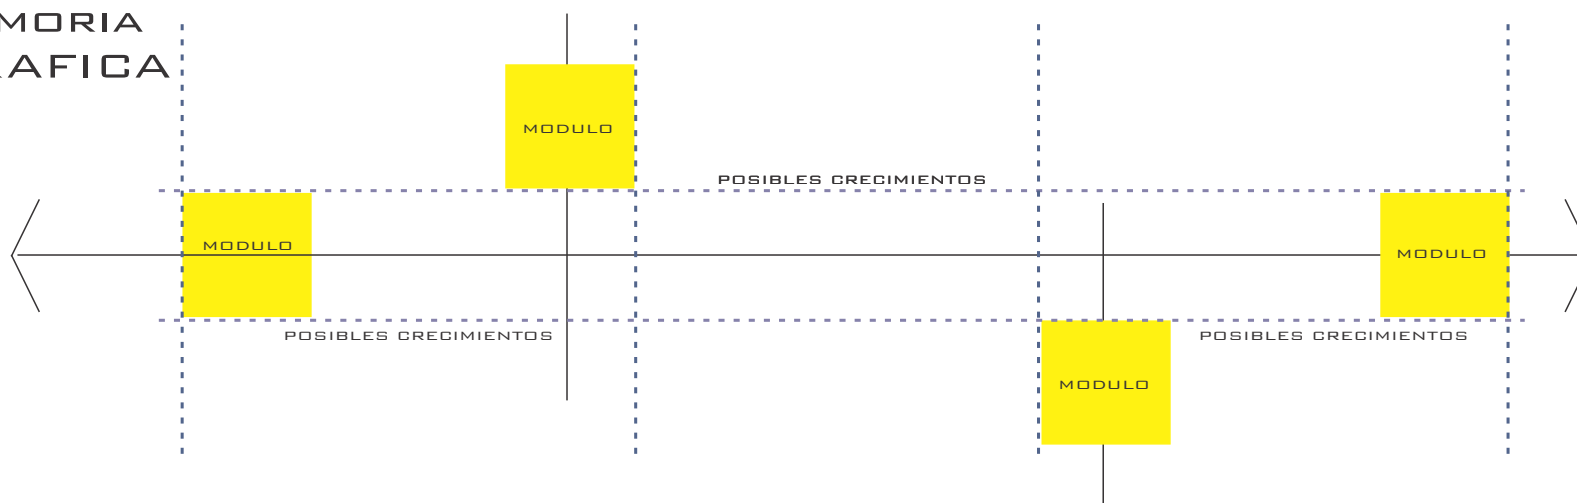 MORIA
AFICA
MODULO
POSIBLES CRECIMIENTOS
MODULO
MODULO
POSIBLES CRECIMIENTOS
POSIBLES CRECIMIENTOS
MODULO